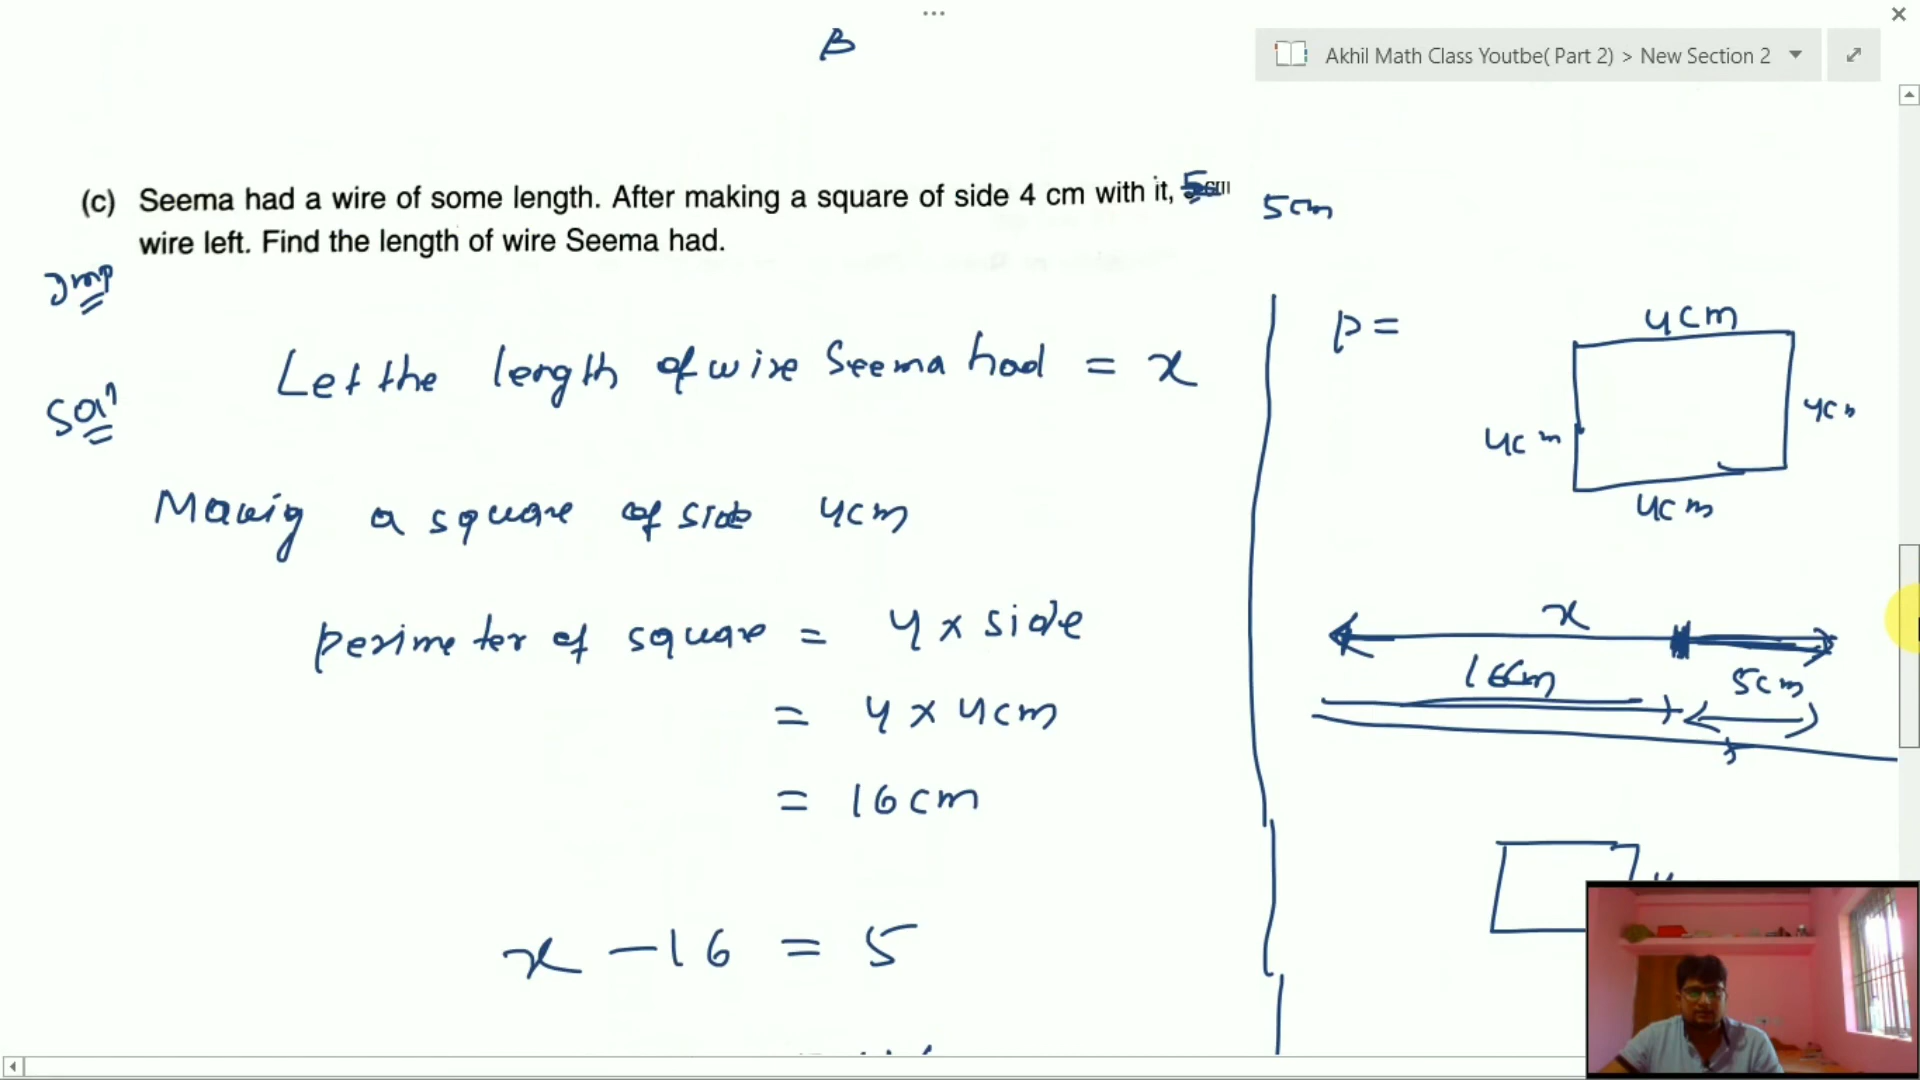 B
Akhil Math Class Youtbe( Part 2) > New Section 2
(c) Seema had a wire of some length. After making a square of side 4 cm with it, 5cm
5cm
wire left. Find the length of wire Seema had.
Imp
Let the length of wire Seema had = x
Soln
P =
4cm
4cm
4cm
4cm
a square of side 4cm
perimeter of square = 4 × side
= 4 × 4cm
= 16cm
x
16cm
5cm
x - 16 = 5